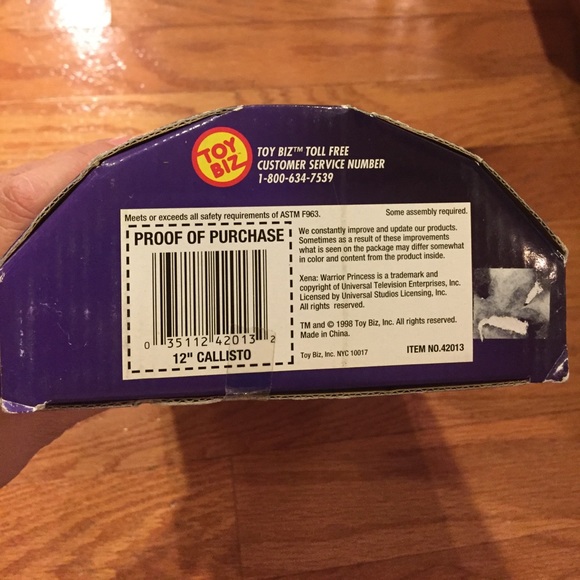 TOY BIZ
TOY BIZ™ TOLL FREE
CUSTOMER SERVICE NUMBER
1-800-634-7539
Meets or exceeds all safety requirements of ASTM F963.
Some assembly required.
PROOF OF PURCHASE
0 35112 42013 2
12" CALLISTO
We constantly improve and update our products.
Sometimes as a result of these improvements
what is seen on the package may differ somewhat
in color and content from the product inside.
Xena: Warrior Princess is a trademark and
copyright of Universal Television Enterprises, Inc.
Licensed by Universal Studios Licensing, Inc.
All rights reserved.
TM and © 1998 Toy Biz, Inc. All rights reserved.
Made in China.
Toy Biz, Inc. NYC 10017
ITEM NO.42013